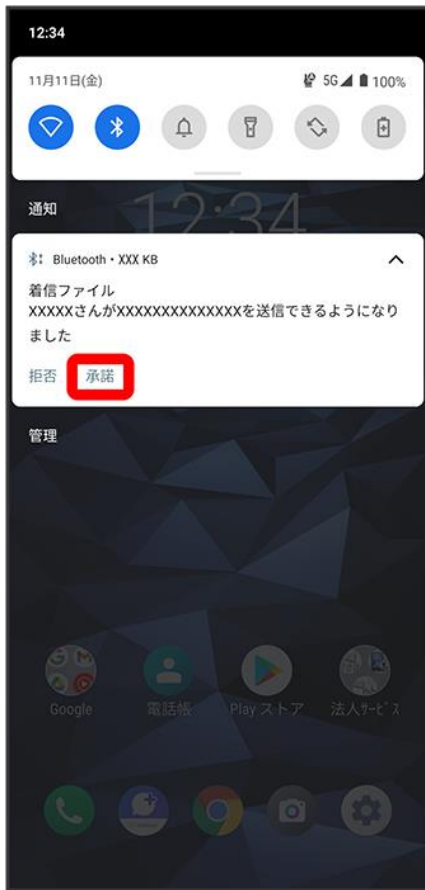 12:34
11月11日(金)
5G
100%
通知
12:34
Bluetooth・XXX KB
着信ファイル
XXXXXさんがXXXXXXXXXXXXXXを送信できるようになり
ました
拒否
承諾
管理
Google
電話帳
Play ストア
法人サービス